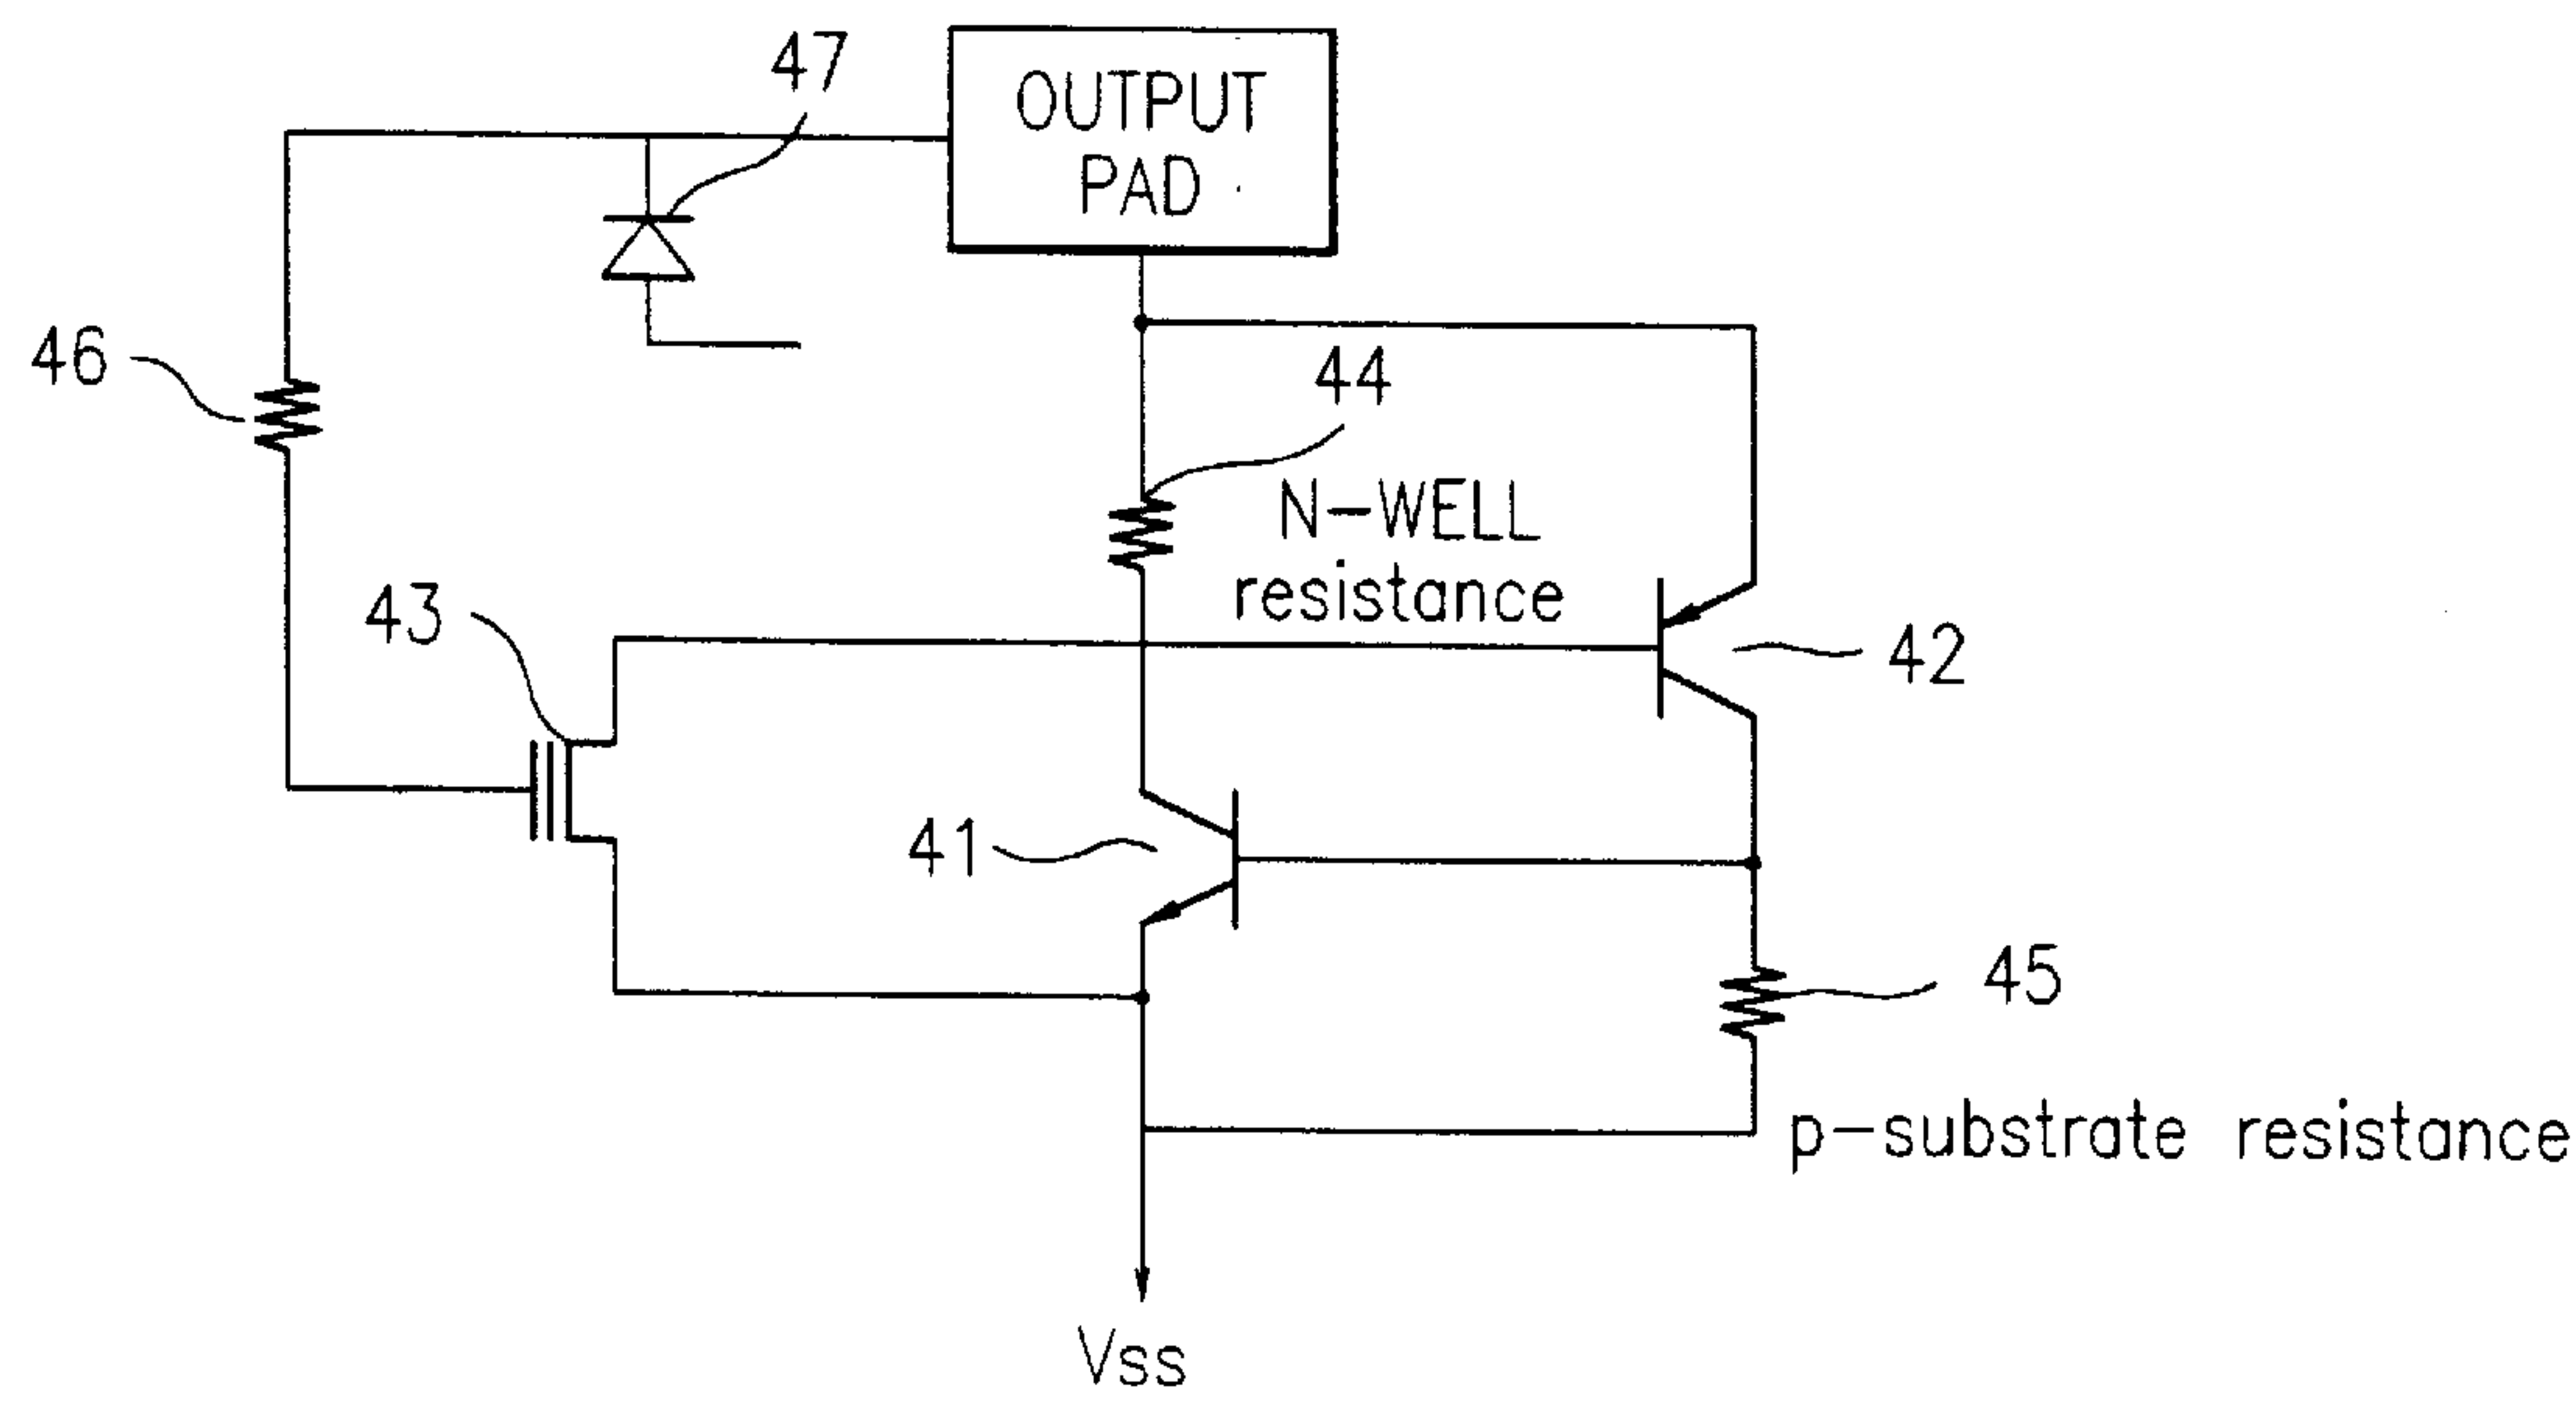 47
OUTPUT
PAD
46
44
N-WELL
resistance
43
42
41
45
p-substrate resistance
Vss